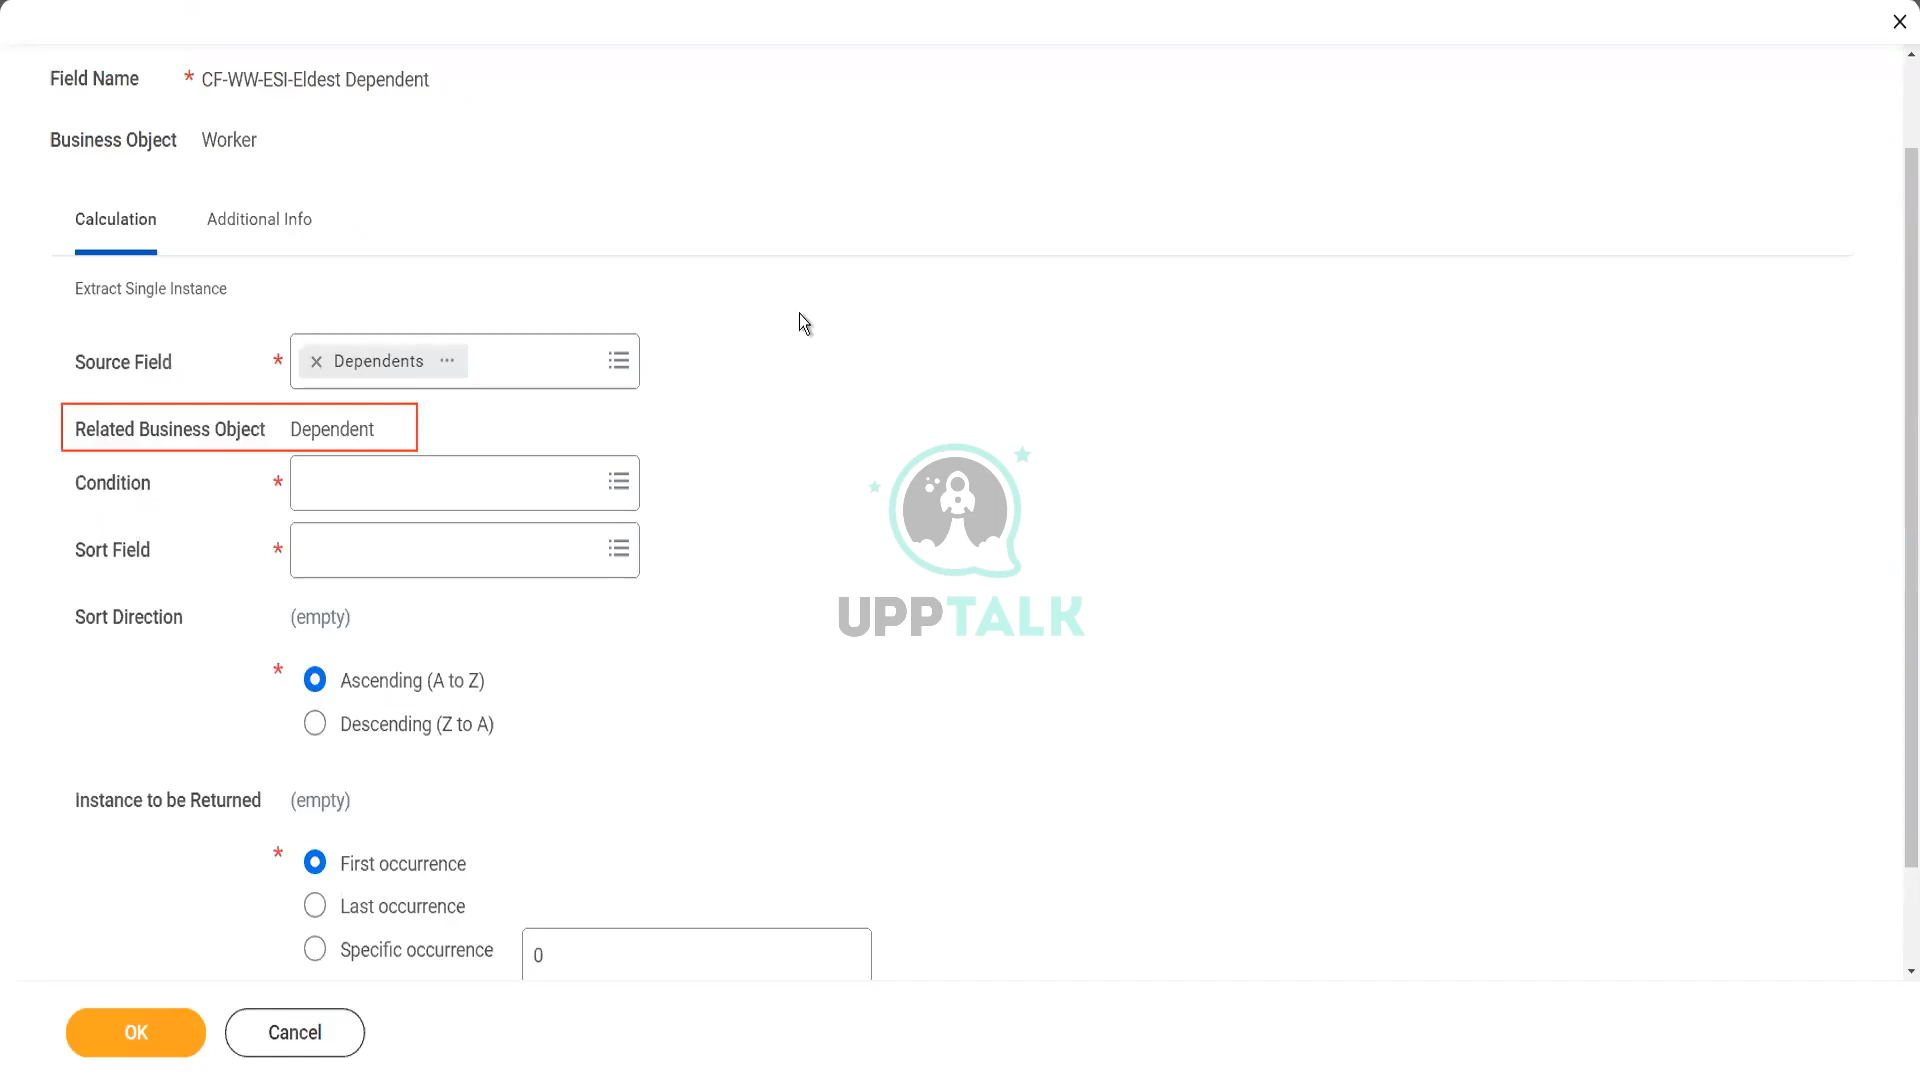 Field Name * CF-WW-ESI-Eldest Dependent
Business Object Worker
Calculation Additional Info
Extract Single Instance
Source Field * Dependents
Related Business Object Dependent
Condition *
Sort Field *
Sort Direction (empty)
* Ascending (A to Z)
Descending (Z to A)
UPPTALK
Instance to be Returned (empty)
* First occurrence
Last occurrence
Specific occurrence 0
OK Cancel